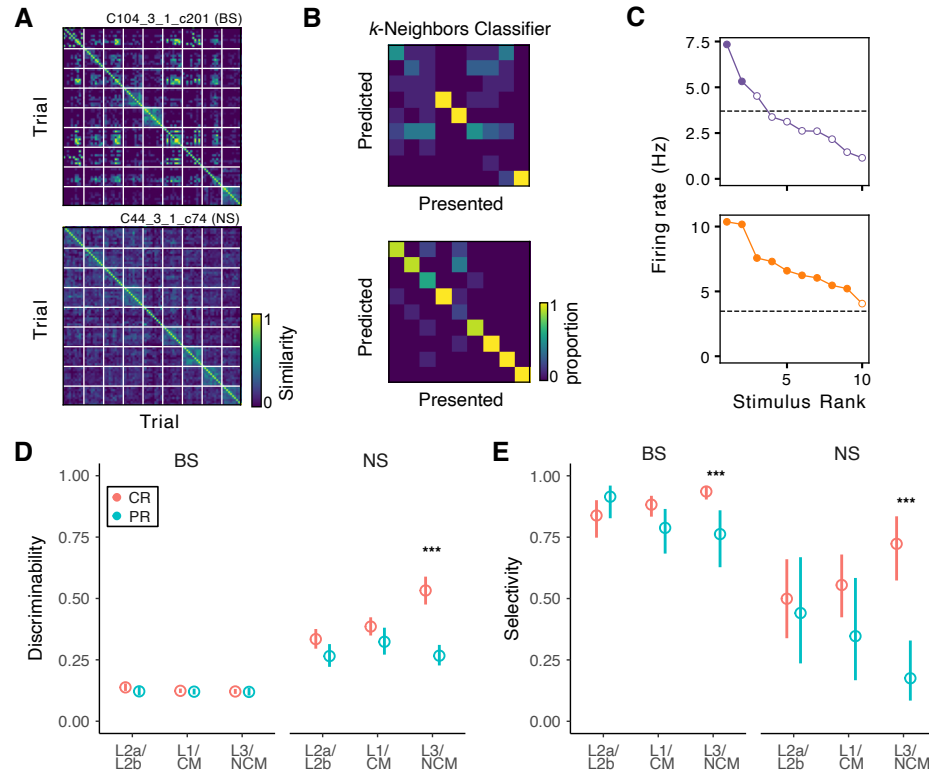 A
C104_3_1_c201 (BS)
Trial
C44_3_1_c74 (NS)
Trial
Trial
1
0
Similarity
B
k-Neighbors Classifier
Predicted
Presented
Predicted
Presented
1
0
proportion
C
7.5
5.0
2.5
0
10
5
0
Firing rate (Hz)
5
10
Stimulus Rank
D
BS
NS
Discriminability
1.00
0.75
0.50
0.25
0.00
CR
PR
***
L2a/
L2b
L1/
CM
L3/
NCM
L2a/
L2b
L1/
CM
L3/
NCM
E
BS
NS
Selectivity
1.00
0.75
0.50
0.25
0.00
***
***
L2a/
L2b
L1/
CM
L3/
NCM
L2a/
L2b
L1/
CM
L3/
NCM